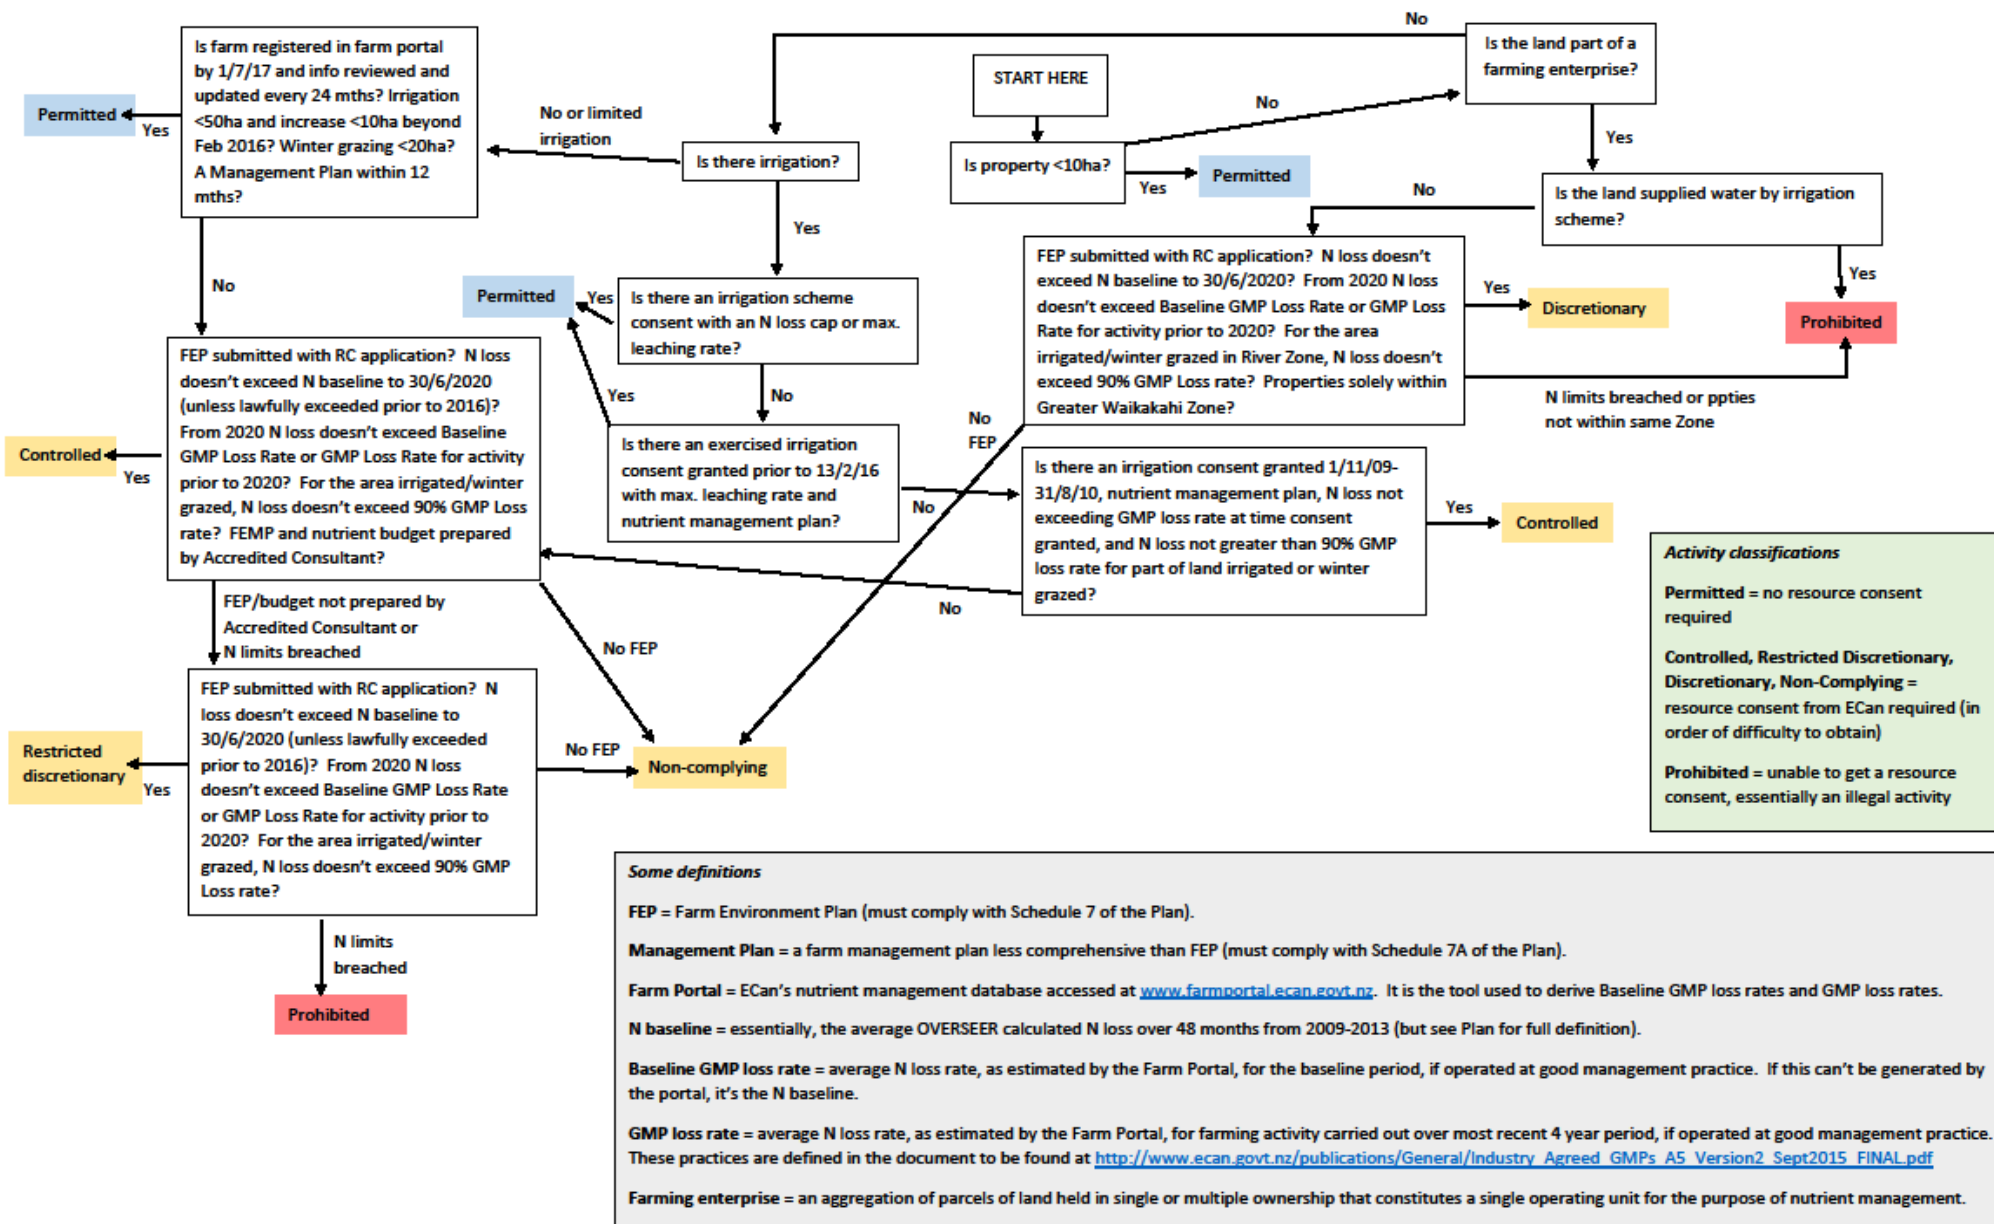 No
Is farm registered in farm portal
by 1/7/17 and info reviewed and
updated every 24 mths? Irrigation
<50ha and increase <10ha beyond
Feb 2016? Winter grazing <20ha?
A Management Plan within 12
mths?
Permitted
Yes
No or limited
irrigation
Is there irrigation?
START HERE
Is property <10ha?
No
Yes
Permitted
Is the land part of a
farming enterprise?
Yes
No
Is the land supplied water by irrigation
scheme?
Yes
Prohibited
FEP submitted with RC application?  N loss doesn't
exceed N baseline to 30/6/2020?  From 2020 N loss
doesn't exceed Baseline GMP Loss Rate or GMP Loss
Rate for activity prior to 2020?  For the area
irrigated/winter grazed in River Zone, N loss doesn't
exceed 90% GMP Loss rate?  Properties solely within
Greater Waikakahi Zone?
Yes
Discretionary
N limits breached or ppties
not within same Zone
No
FEP
Yes
Permitted
Yes
Is there an irrigation scheme
consent with an N loss cap or max.
leaching rate?
No
Yes
Is there an exercised irrigation
consent granted prior to 13/2/16
with max. leaching rate and
nutrient management plan?
No
Is there an irrigation consent granted 1/11/09-
31/8/10, nutrient management plan, N loss not
exceeding GMP loss rate at time consent
granted, and N loss not greater than 90% GMP
loss rate for part of land irrigated or winter
grazed?
Yes
Controlled
No
No
FEP submitted with RC application?  N loss
doesn't exceed N baseline to 30/6/2020
(unless lawfully exceeded prior to 2016)?
From 2020 N loss doesn't exceed Baseline
GMP Loss Rate or GMP Loss Rate for activity
prior to 2020?  For the area irrigated/winter
grazed, N loss doesn't exceed 90% GMP Loss
rate?  FEMP and nutrient budget prepared
by Accredited Consultant?
Controlled
Yes
FEP/budget not prepared by
Accredited Consultant or
N limits breached
No FEP
FEP submitted with RC application?  N
loss doesn't exceed N baseline to
30/6/2020 (unless lawfully exceeded
prior to 2016)?  From 2020 N loss
doesn't exceed Baseline GMP Loss Rate
or GMP Loss Rate for activity prior to
2020?  For the area irrigated/winter
grazed, N loss doesn't exceed 90% GMP
Loss rate?
Restricted
discretionary
Yes
No FEP
Non-complying
N limits
breached
Prohibited
Activity classifications
Permitted = no resource consent
required
Controlled, Restricted Discretionary,
Discretionary, Non-Complying =
resource consent from ECan required (in
order of difficulty to obtain)
Prohibited = unable to get a resource
consent, essentially an illegal activity
Some definitions
FEP = Farm Environment Plan (must comply with Schedule 7 of the Plan).
Management Plan = a farm management plan less comprehensive than FEP (must comply with Schedule 7A of the Plan).
Farm Portal = ECan's nutrient management database accessed at www.farmportal.ecan.govt.nz.  It is the tool used to derive Baseline GMP loss rates and GMP loss rates.
N baseline = essentially, the average OVERSEER calculated N loss over 48 months from 2009-2013 (but see Plan for full definition).
Baseline GMP loss rate = average N loss rate, as estimated by the Farm Portal, for the baseline period, if operated at good management practice.  If this can't be generated by
the portal, it's the N baseline.
GMP loss rate = average N loss rate, as estimated by the Farm Portal, for farming activity carried out over most recent 4 year period, if operated at good management practice.
These practices are defined in the document to be found at http://www.ecan.govt.nz/publications/General/Industry_Agreed_GMPs_A5_Version2_Sept2015_FINAL.pdf
Farming enterprise = an aggregation of parcels of land held in single or multiple ownership that constitutes a single operating unit for the purpose of nutrient management.